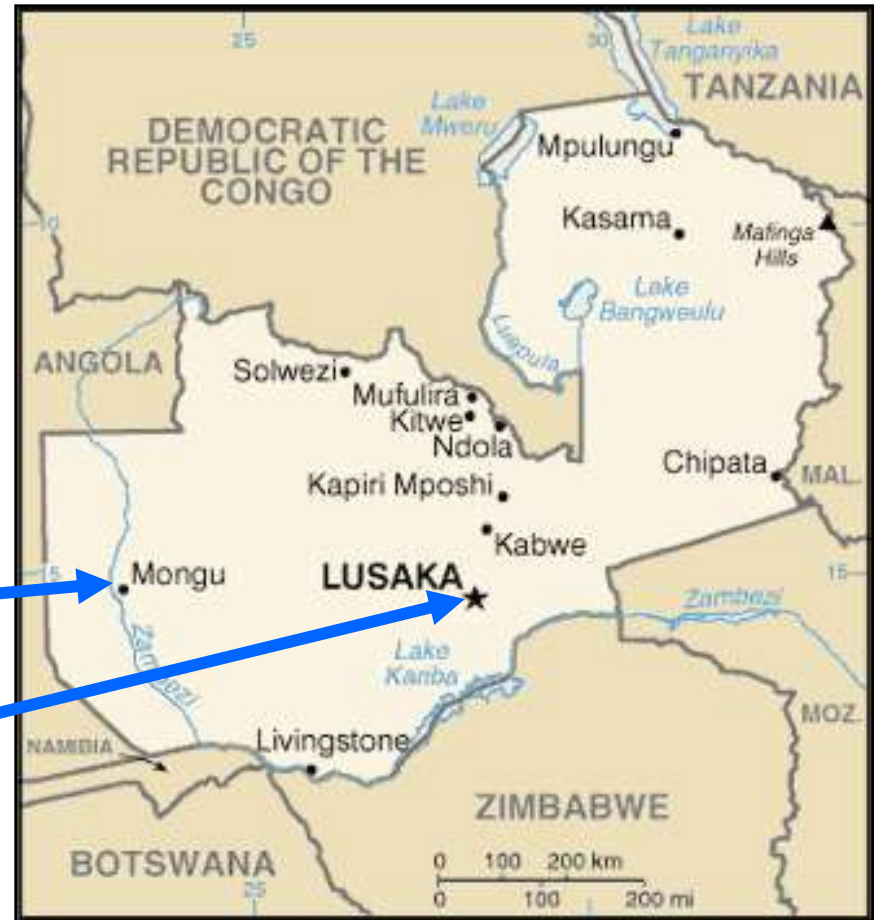 25
30
Lake
Tanganyika
TANZANIA
Lake
Mweru
DEMOCRATIC
REPUBLIC OF THE
CONGO
Mpulungu
10
Kasama
Mafinga
Hills
Lake
Bangweulu
Luapula
ANGOLA
Solwezi
Mufulira
Kitwe
Ndola
Chipata
MAL.
Kapiri Mposhi
Kabwe
15
Mongu
LUSAKA
15
Zambezi
Lake
Kariba
MOZ.
NAMIBIA
Livingstone
ZIMBABWE
BOTSWANA
0 100 200 km
0 100 200 mi
25